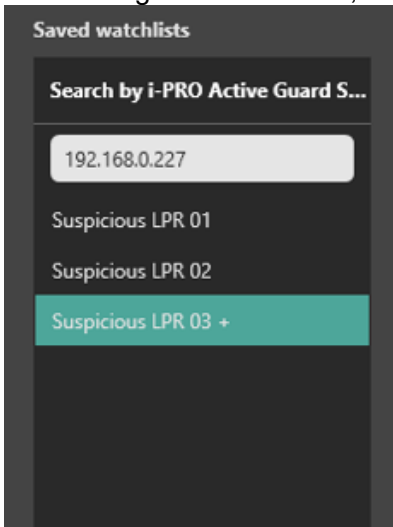 Saved watchlists
Search by i-PRO Active Guard S...
192.168.0.227
Suspicious LPR 01
Suspicious LPR 02
Suspicious LPR 03 +